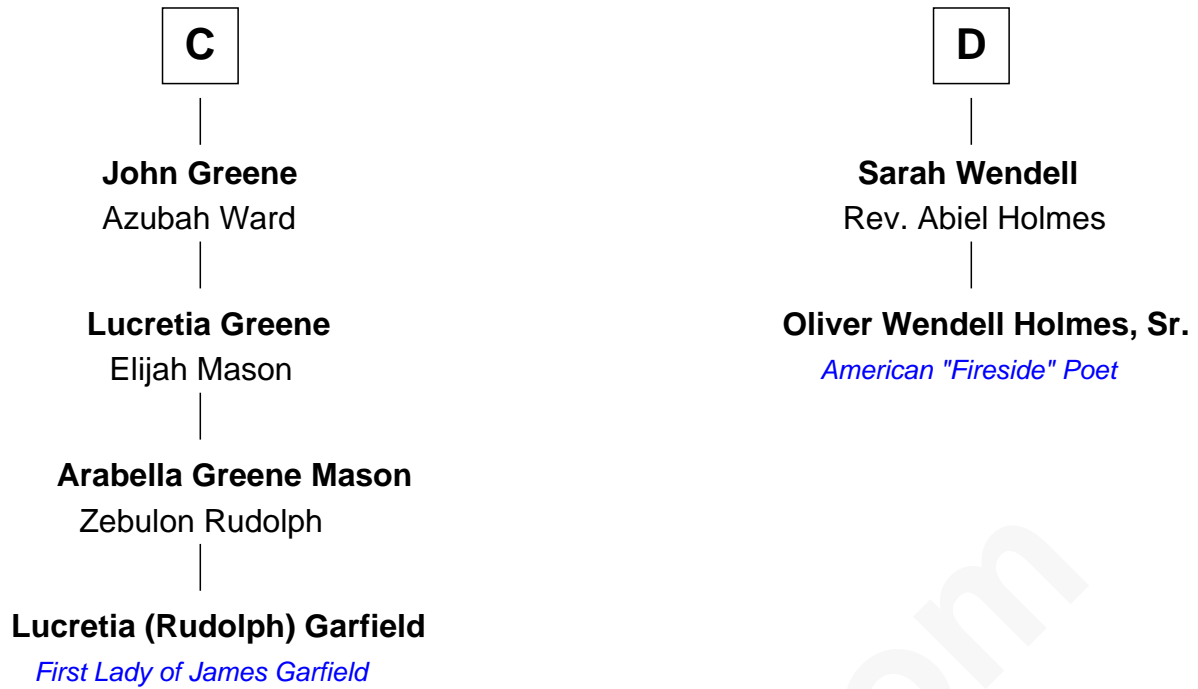 C
John Greene
Azubah Ward
Lucretia Greene
Elijah Mason
Arabella Greene Mason
Zebulon Rudolph
Lucretia (Rudolph) Garfield
First Lady of James Garfield
D
Sarah Wendell
Rev. Abiel Holmes
Oliver Wendell Holmes, Sr.
American "Fireside" Poet
om